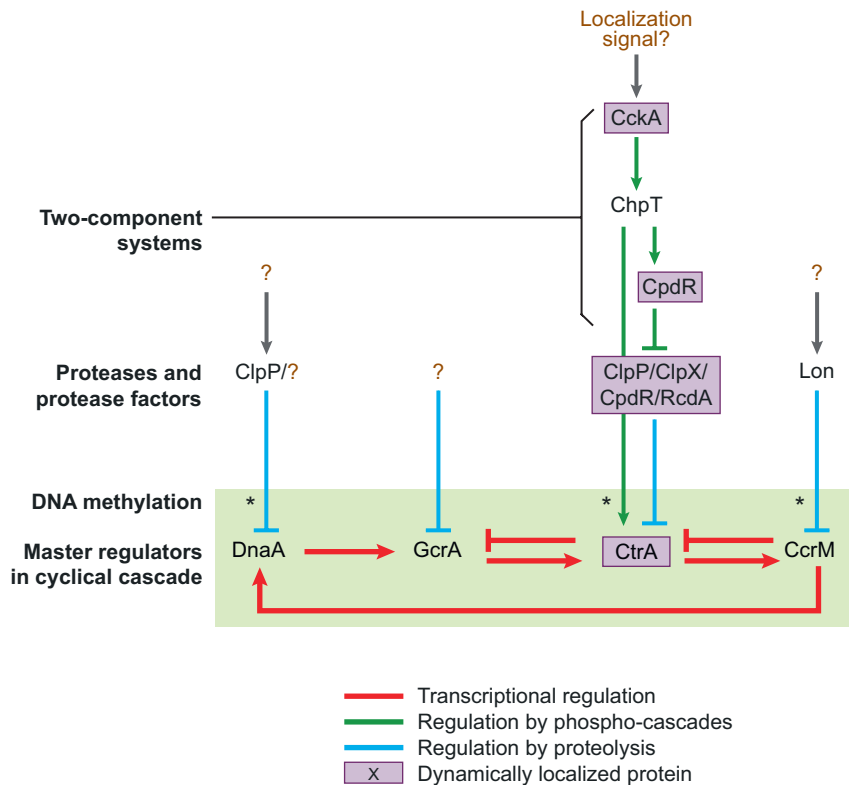 Localization
signal?
CckA
ChpT
Two-component
systems
?
CpdR
?
Proteases and
protease factors
ClpP/?
?
ClpP/ClpX/
CpdR/RcdA
Lon
DNA methylation
*
*
*
Master regulators
in cyclical cascade
DnaA
GcrA
CtrA
CcrM
Transcriptional regulation
Regulation by phospho-cascades
Regulation by proteolysis
X
Dynamically localized protein